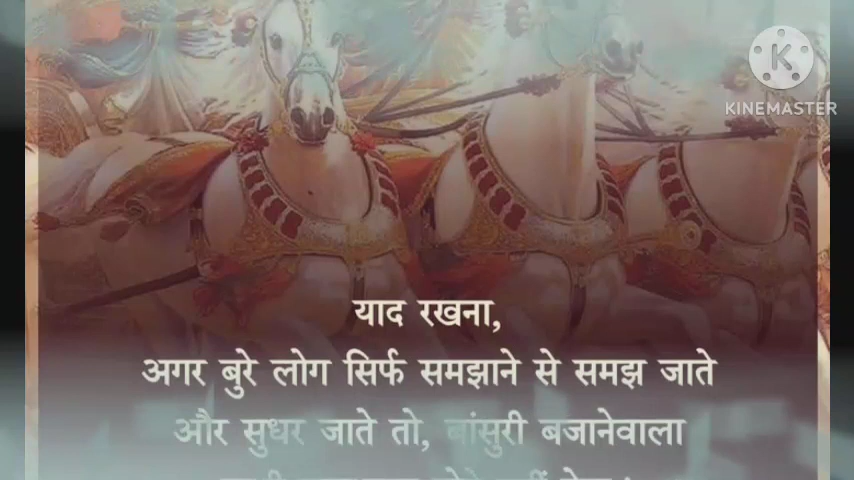 KINEMASTER
याद रखना,
अगर बुरे लोग सिर्फ समझाने से समझ जाते
और सुधर जाते तो, बांसुरी बजानेवाला